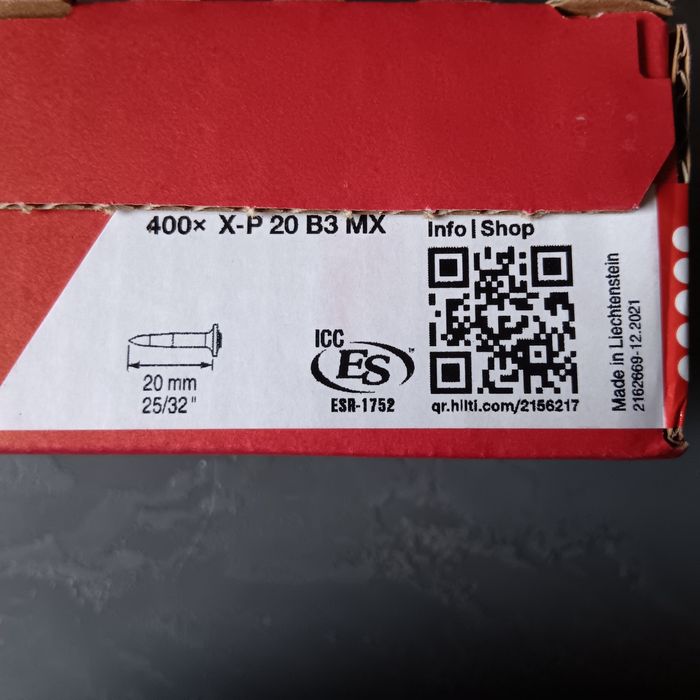 400× X-P 20 B3 MX
Info | Shop
20 mm
25/32"
ICC
ES™
ESR-1752
qr.hilti.com/2156217
Made in Liechtenstein
2162669-12.2021